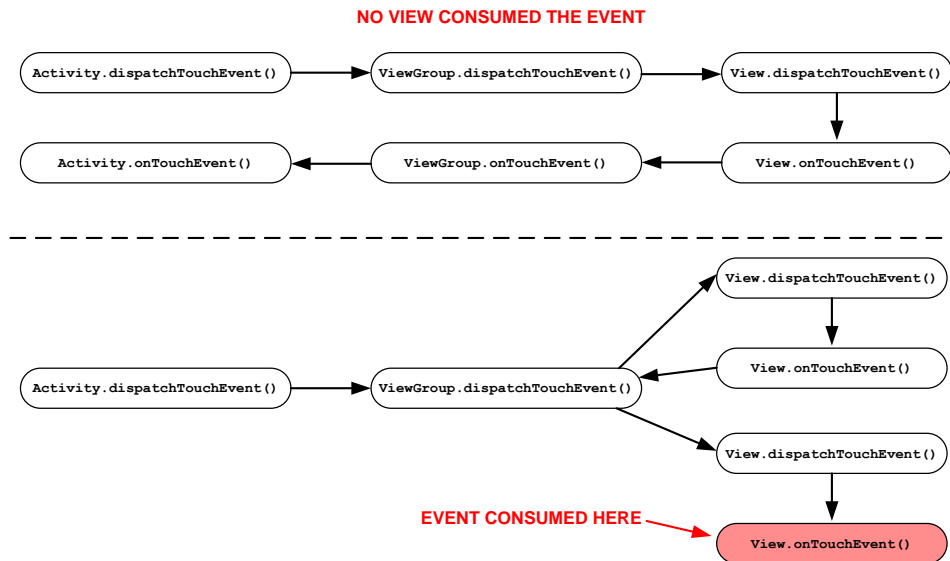 NO VIEW CONSUMED THE EVENT
Activity.dispatchTouchEvent()
ViewGroup.dispatchTouchEvent()
View.dispatchTouchEvent()
Activity.onTouchEvent()
ViewGroup.onTouchEvent()
View.onTouchEvent()
View.dispatchTouchEvent()
View.onTouchEvent()
Activity.dispatchTouchEvent()
ViewGroup.dispatchTouchEvent()
View.dispatchTouchEvent()
EVENT CONSUMED HERE
View.onTouchEvent()